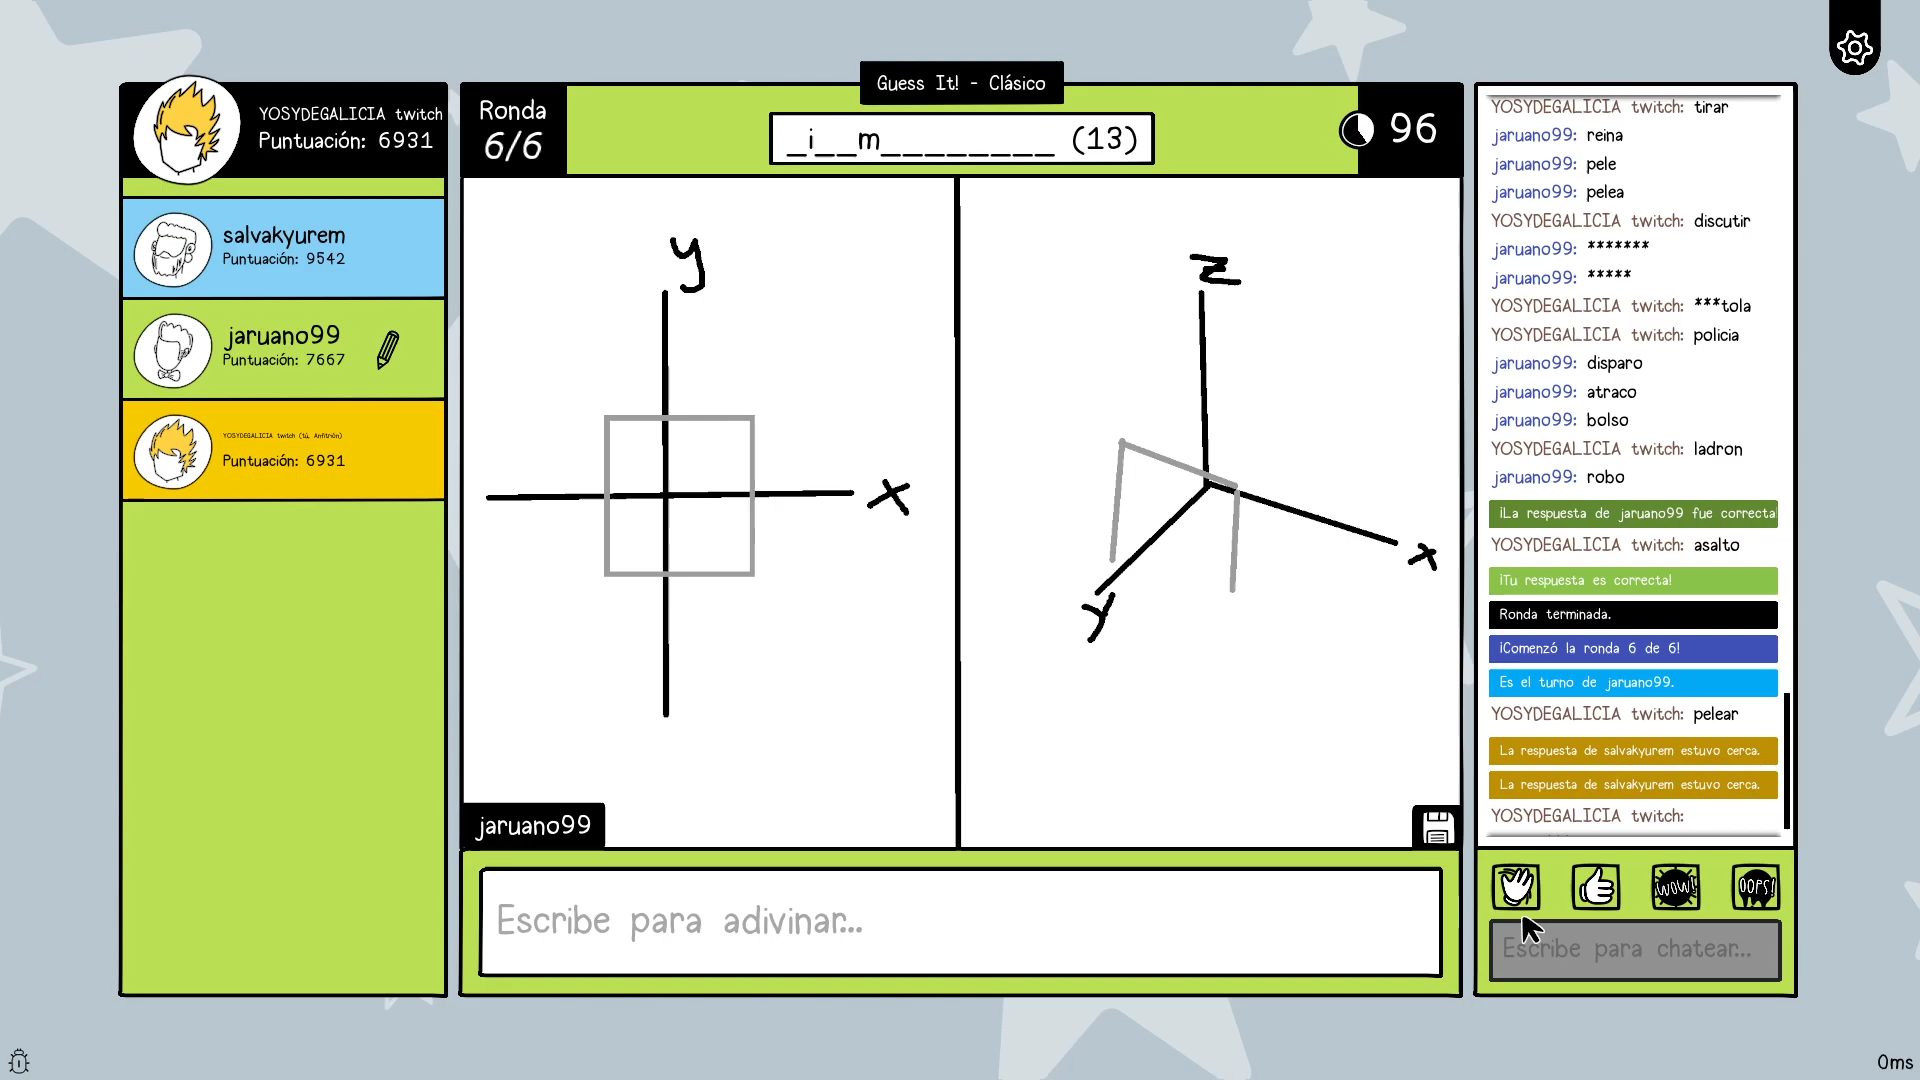 Guess It! - Clásico
YOSYDEGALICIA twitch
Puntuación: 6931
Ronda
6/6
_i__m________ (13)
96
salvakyurem
Puntuación: 9542
jaruano99
Puntuación: 7667
YOSYDEGALICIA twitch (tú, Anfitrión)
Puntuación: 6931
y
x
z
x
y
jaruano99
Escribe para adivinar...
YOSYDEGALICIA twitch: tirar
jaruano99: reina
jaruano99: pele
jaruano99: pelea
YOSYDEGALICIA twitch: discutir
jaruano99: *******
jaruano99: *****
YOSYDEGALICIA twitch: ***tola
YOSYDEGALICIA twitch: policia
jaruano99: disparo
jaruano99: atraco
jaruano99: bolso
YOSYDEGALICIA twitch: ladron
jaruano99: robo
¡La respuesta de jaruano99 fue correcta
YOSYDEGALICIA twitch: asalto
¡Tu respuesta es correcta!
Ronda terminada.
¡Comenzó la ronda 6 de 6!
Es el turno de jaruano99.
YOSYDEGALICIA twitch: pelear
La respuesta de salvakyurem estuvo cerca.
La respuesta de salvakyurem estuvo cerca.
YOSYDEGALICIA twitch:
WOW!
OOPS!
Escribe para chatear...
0ms